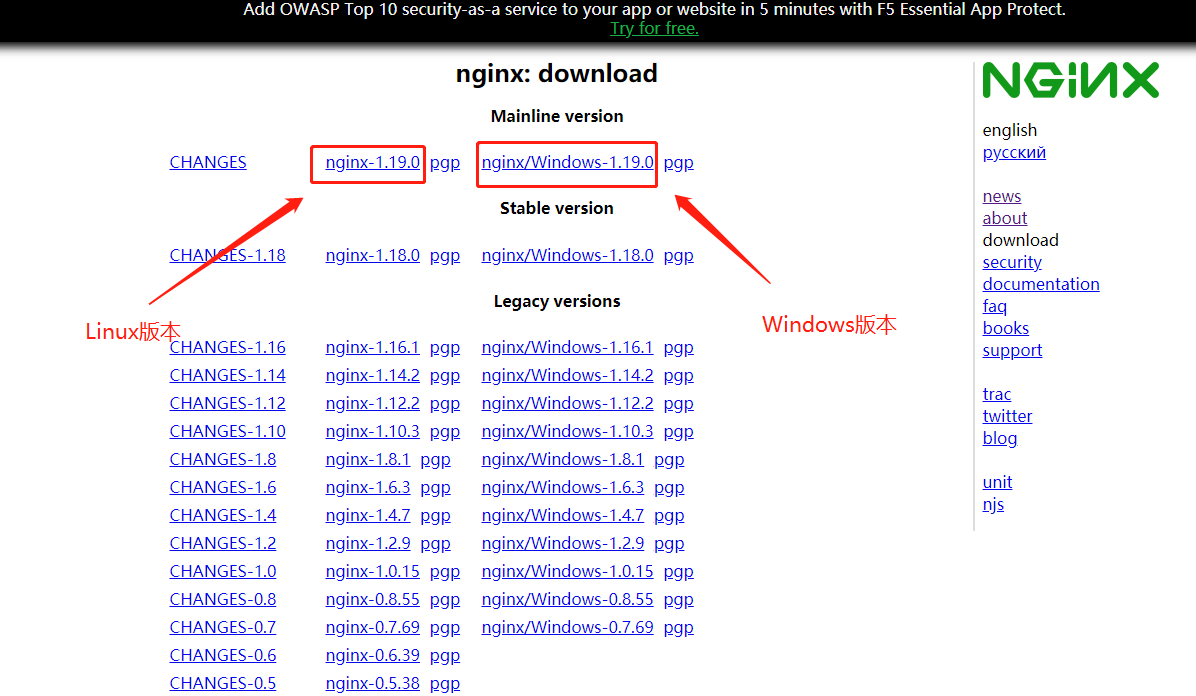 Add OWASP Top 10 security-as-a service to your app or website in 5 minutes with F5 Essential App Protect.
Try for free.
nginx: download
Mainline version
CHANGES nginx-1.19.0 pgp nginx/Windows-1.19.0 pgp
Stable version
CHANGES-1.18 nginx-1.18.0 pgp nginx/Windows-1.18.0 pgp
Legacy versions
Linux版本
Windows版本
CHANGES-1.16 nginx-1.16.1 pgp nginx/Windows-1.16.1 pgp
CHANGES-1.14 nginx-1.14.2 pgp nginx/Windows-1.14.2 pgp
CHANGES-1.12 nginx-1.12.2 pgp nginx/Windows-1.12.2 pgp
CHANGES-1.10 nginx-1.10.3 pgp nginx/Windows-1.10.3 pgp
CHANGES-1.8 nginx-1.8.1 pgp nginx/Windows-1.8.1 pgp
CHANGES-1.6 nginx-1.6.3 pgp nginx/Windows-1.6.3 pgp
CHANGES-1.4 nginx-1.4.7 pgp nginx/Windows-1.4.7 pgp
CHANGES-1.2 nginx-1.2.9 pgp nginx/Windows-1.2.9 pgp
CHANGES-1.0 nginx-1.0.15 pgp nginx/Windows-1.0.15 pgp
CHANGES-0.8 nginx-0.8.55 pgp nginx/Windows-0.8.55 pgp
CHANGES-0.7 nginx-0.7.69 pgp nginx/Windows-0.7.69 pgp
CHANGES-0.6 nginx-0.6.39 pgp
CHANGES-0.5 nginx-0.5.38 pgp
NGINX
english
русский
news
about
download
security
documentation
faq
books
support
trac
twitter
blog
unit
njs